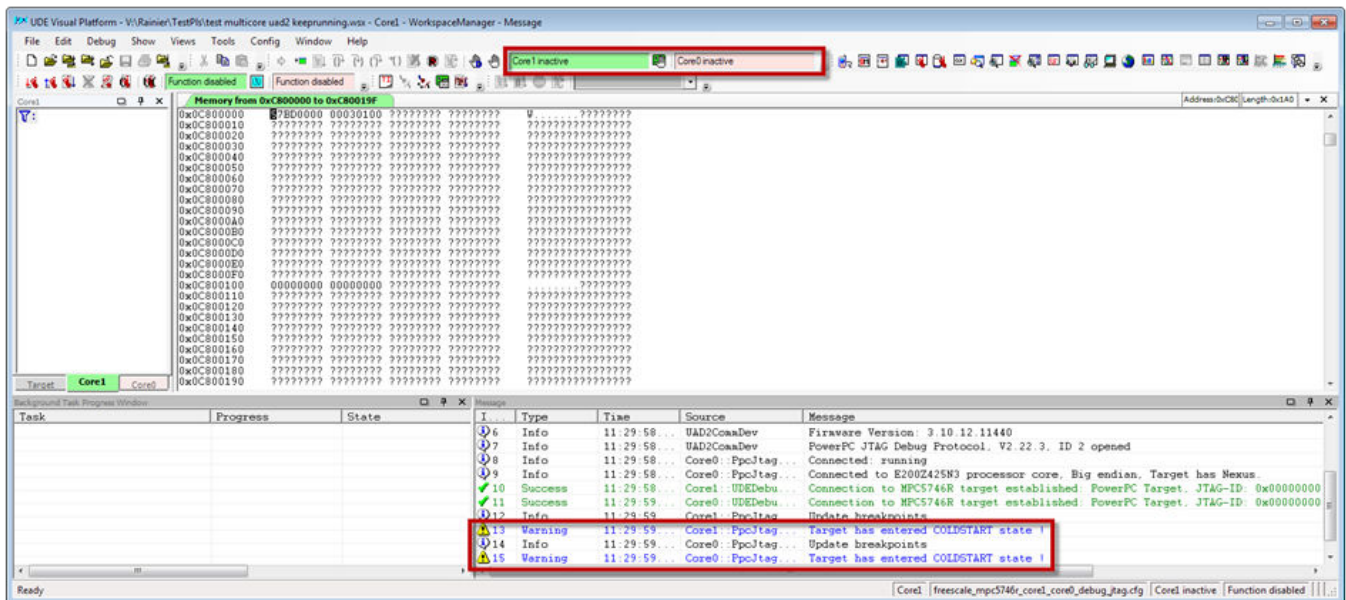 UDE Visual Platform - V:\Rainier\TestPls\test multicore uad2 keeprunning.wsx - Core1 - WorkspaceManager - Message
File Edit Debug Show Views Tools Config Window Help
Core1 inactive Core0 inactive
Function disabled Function disabled
Core1 Memory from 0xC800000 to 0xC80019F Address:0xC80 Length:0x1A0
0x0C800000 57BD0000 00030100 ???????? ???????? W.......????????
0x0C800010 ???????? ???????? ???????? ???????? ????????????????
0x0C800020 ???????? ???????? ???????? ???????? ????????????????
0x0C800030 ???????? ???????? ???????? ???????? ????????????????
0x0C800040 ???????? ???????? ???????? ???????? ????????????????
0x0C800050 ???????? ???????? ???????? ???????? ????????????????
0x0C800060 ???????? ???????? ???????? ???????? ????????????????
0x0C800070 ???????? ???????? ???????? ???????? ????????????????
0x0C800080 ???????? ???????? ???????? ???????? ????????????????
0x0C800090 ???????? ???????? ???????? ???????? ????????????????
0x0C8000A0 ???????? ???????? ???????? ???????? ????????????????
0x0C8000B0 ???????? ???????? ???????? ???????? ????????????????
0x0C8000C0 ???????? ???????? ???????? ???????? ????????????????
0x0C8000D0 ???????? ???????? ???????? ???????? ????????????????
0x0C8000E0 ???????? ???????? ???????? ???????? ????????????????
0x0C8000F0 ???????? ???????? ???????? ???????? ????????????????
0x0C800100 00000000 00000000 ???????? ???????? ........????????
0x0C800110 ???????? ???????? ???????? ???????? ????????????????
0x0C800120 ???????? ???????? ???????? ???????? ????????????????
0x0C800130 ???????? ???????? ???????? ???????? ????????????????
0x0C800140 ???????? ???????? ???????? ???????? ????????????????
0x0C800150 ???????? ???????? ???????? ???????? ????????????????
0x0C800160 ???????? ???????? ???????? ???????? ????????????????
0x0C800170 ???????? ???????? ???????? ???????? ????????????????
0x0C800180 ???????? ???????? ???????? ???????? ????????????????
0x0C800190 ???????? ???????? ???????? ???????? ????????????????
Target Core1 Core0
Background Task Progress Window Message
Task Progress State I... Type Time Source Message
6 Info 11:29:58... UAD2CommDev Firmware Version: 3.10.12.11440
7 Info 11:29:58... UAD2CommDev PowerPC JTAG Debug Protocol, V2.22.3, ID 2 opened
8 Info 11:29:58... Core0::PpcJtag... Connected: running
9 Info 11:29:58... Core0::PpcJtag... Connected to E200Z425N3 processor core, Big endian, Target has Nexus.
10 Success 11:29:58... Core1::UDEDebu... Connection to MPC5746R target established: PowerPC Target, JTAG-ID: 0x00000000
11 Success 11:29:59... Core0::UDEDebu... Connection to MPC5746R target established: PowerPC Target, JTAG-ID: 0x00000000
12 Info 11:29:59... Core1::PpcJtag... Update breakpoints
13 Warning 11:29:59... Core1::PpcJtag... Target has entered COLDSTART state !
14 Info 11:29:59... Core0::PpcJtag... Update breakpoints
15 Warning 11:29:59... Core0::PpcJtag... Target has entered COLDSTART state !
Ready Core1 freescale_mpc5746r_core1_core0_debug_jtag.cfg Core1 inactive Function disabled